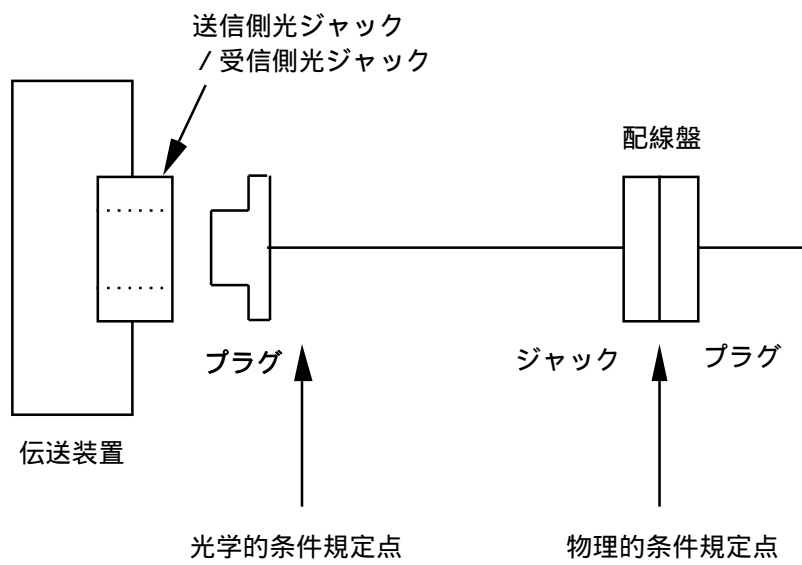 送信側光ジャック
/ 受信側光ジャック
配線盤
プラグ
ジャック
プラグ
伝送装置
光学的条件規定点
物理的条件規定点